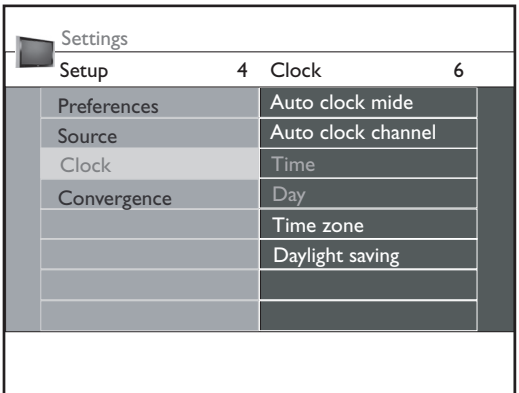 Settings
Setup 4 Clock 6
Preferences Auto clock mide
Source Auto clock channel
Clock Time
Convergence Day
Time zone
Daylight saving